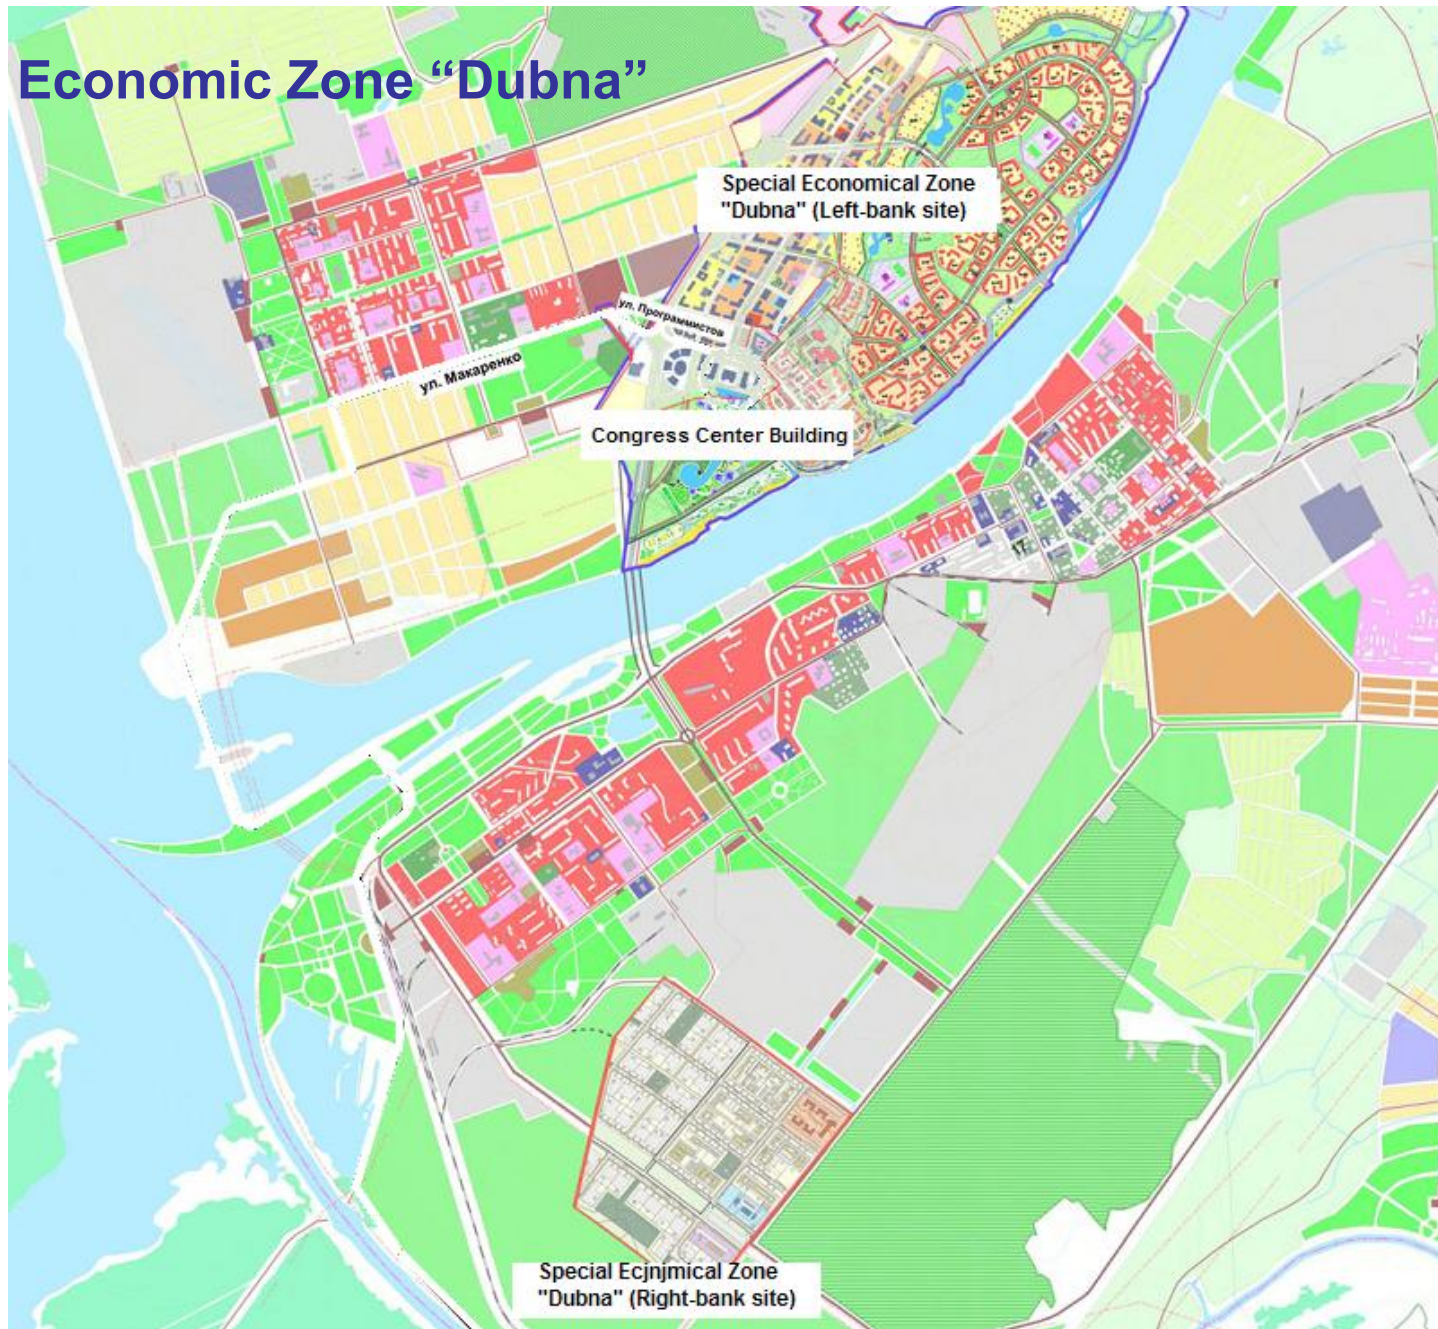 Economic Zone “Dubna”
Special Economical Zone
"Dubna" (Left-bank site)
ул. Программистов
ул. Макаренко
Congress Center Building
17
Special Ecjnjmical Zone
"Dubna" (Right-bank site)